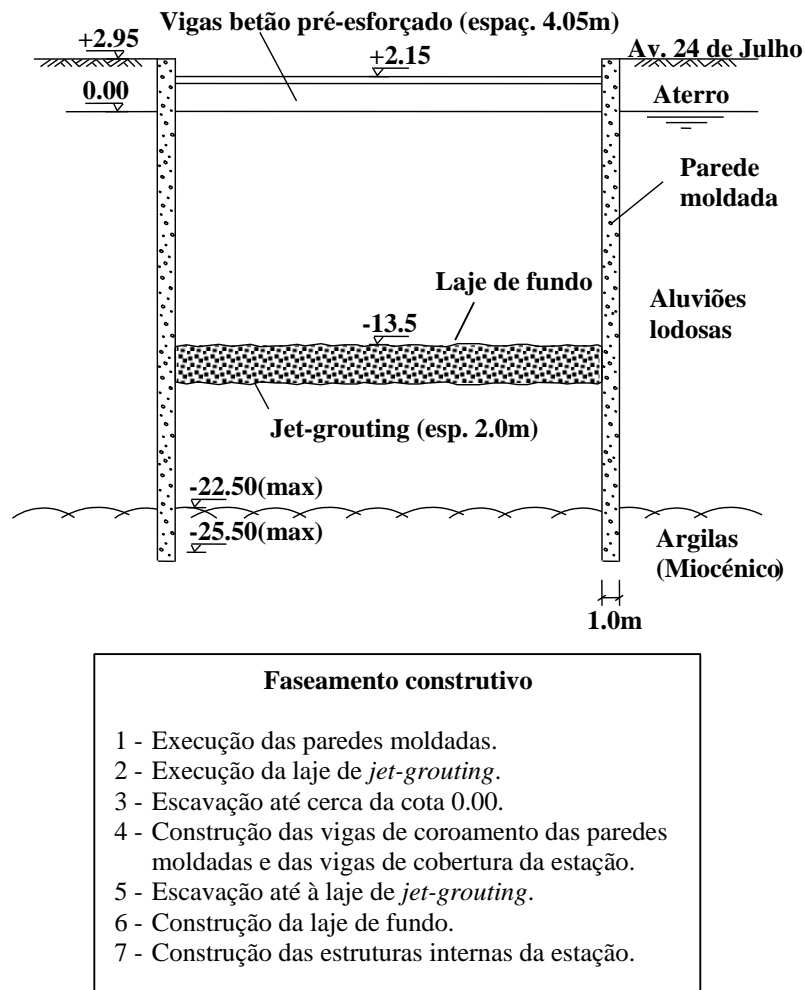 Vigas betão pré-esforçado (espaç. 4.05m)
+2.95
+2.15
Av. 24 de Julho
0.00
Aterro
Parede
moldada
Laje de fundo
-13.5
Aluviões
lodosas
Jet-grouting (esp. 2.0m)
-22.50(max)
-25.50(max)
Argilas
(Miocénico)
1.0m
Faseamento construtivo
1 - Execução das paredes moldadas.
2 - Execução da laje de jet-grouting.
3 - Escavação até cerca da cota 0.00.
4 - Construção das vigas de coroamento das paredes
moldadas e das vigas de cobertura da estação.
5 - Escavação até à laje de jet-grouting.
6 - Construção da laje de fundo.
7 - Construção das estruturas internas da estação.